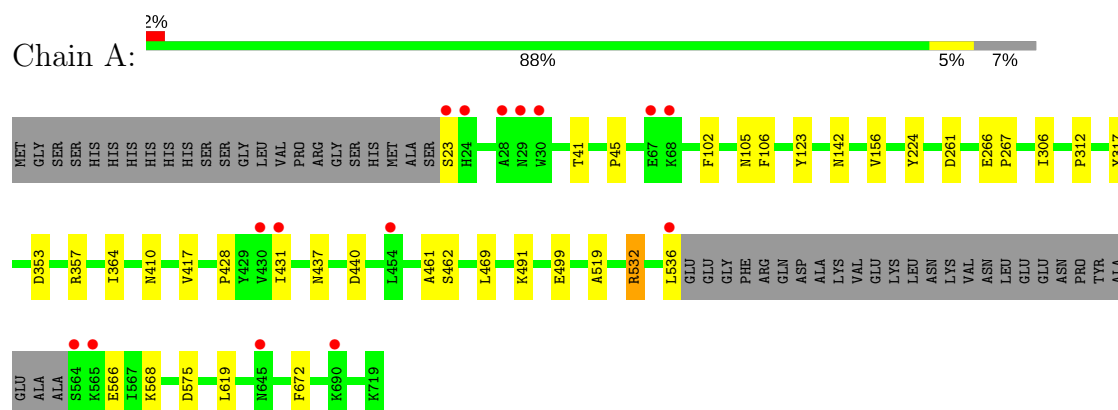 2%
Chain A:
88% 5% 7%
MET GLY SER SER HIS HIS HIS HIS HIS HIS SER SER GLY LEU VAL PRO ARG GLY SER HIS MET ALA SER S23 H24 A28 N29 W30 T41 P45 E67 K68 F102 N105 F106 Y123 N142 V156 Y224 D261 E266 P267 I306 P312 Y317
D353 R357 I364 N410 V417 P428 Y429 V430 I431 N437 D440 L454 A461 S462 L469 K491 E499 A519 R532 L536 GLU GLU GLY PHE ARG GLN ASP ALA LYS VAL GLU LYS LEU ASN LYS VAL ASN LEU GLU GLU ASN PRO TYR ALA
GLU ALA ALA S564 K565 E566 I567 K568 D575 L619 N645 F672 K690 K719